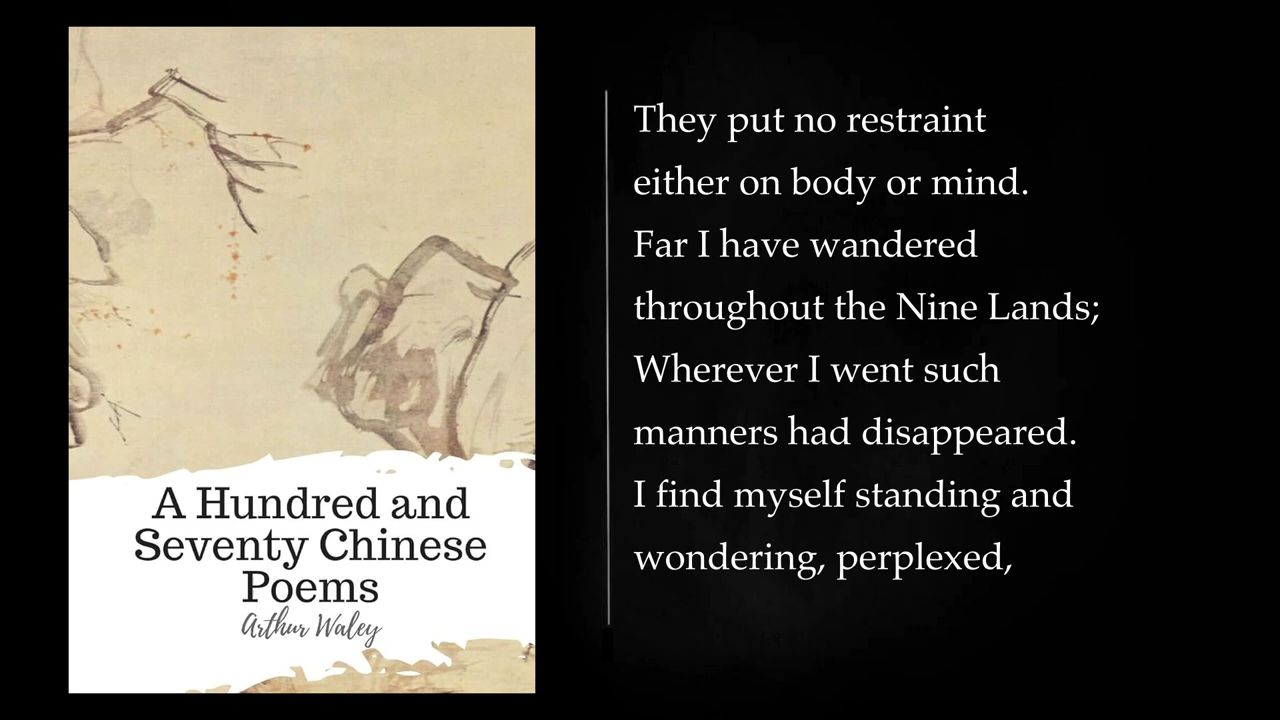 A Hundred and
Seventy Chinese
Poems
Arthur Waley
They put no restraint
either on body or mind.
Far I have wandered
throughout the Nine Lands;
Wherever I went such
manners had disappeared.
I find myself standing and
wondering, perplexed,